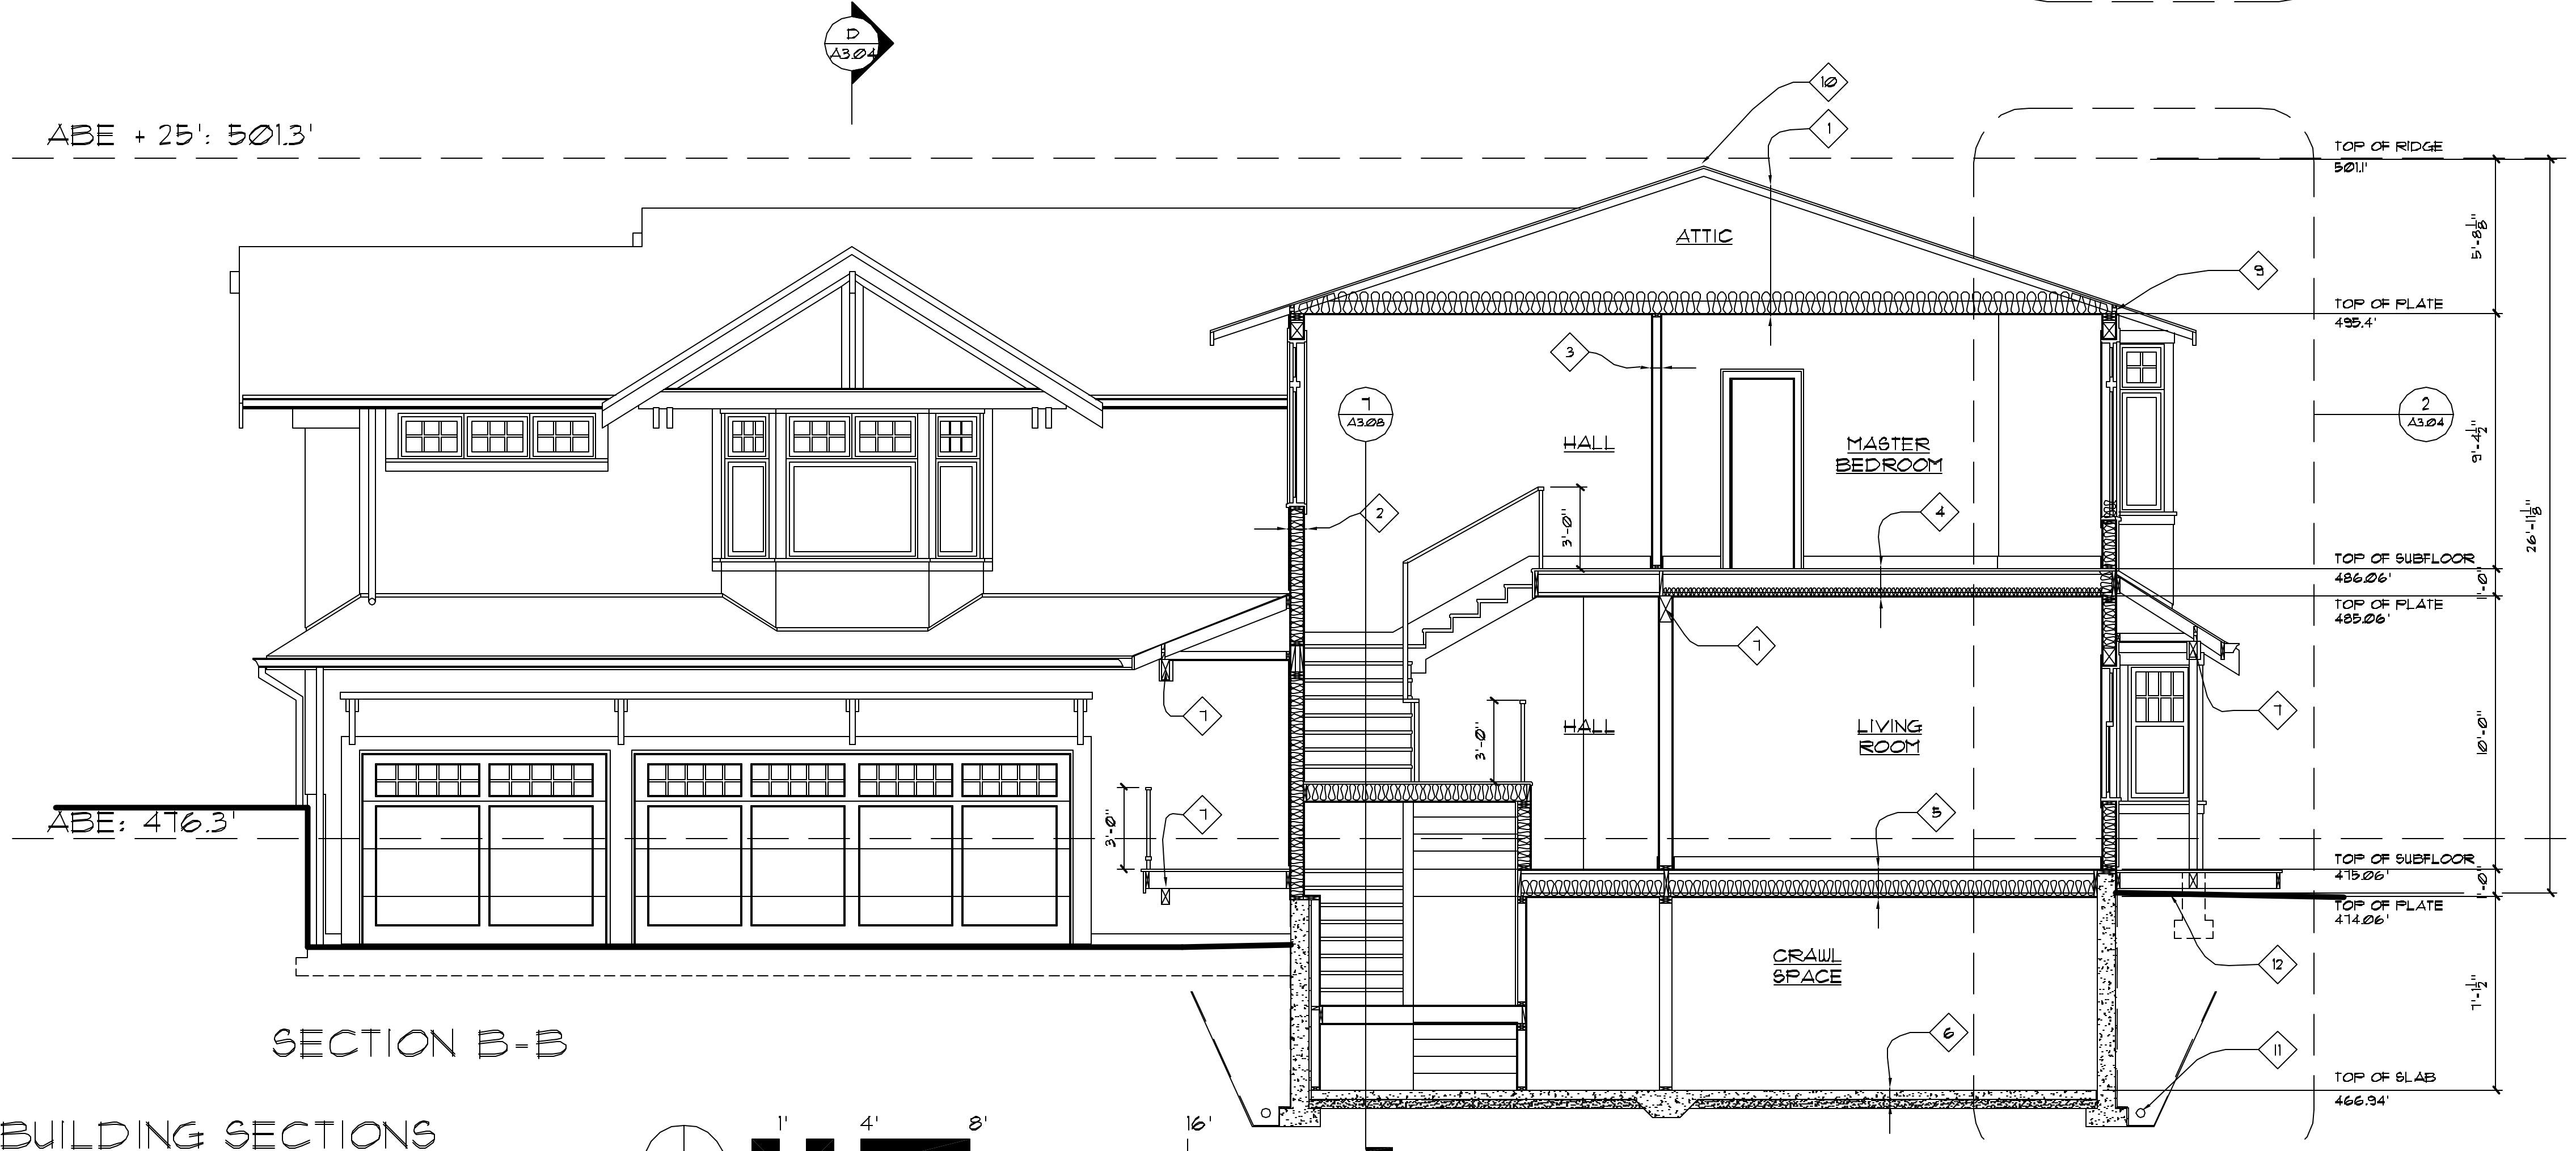 D
A3.04
10
1
ABE + 25': 501.3'
TOP OF RIDGE
501.1'
ATTIC
5'-8 1/8"
9
TOP OF PLATE
495.4'
3
1
A3.08
2
A3.04
HALL
MASTER
BEDROOM
9'-4 1/2"
2
3'-0"
4
26'-11 1/8"
TOP OF SUBFLOOR
486.06'
1'-0"
TOP OF PLATE
485.06'
7
7
7
HALL
LIVING
ROOM
3'-0"
10'-0"
ABE: 476.3'
3'-0"
7
5
TOP OF SUBFLOOR
475.06'
1'-0"
TOP OF PLATE
474.06'
CRAWL
SPACE
12
7'-1 1/2"
SECTION B-B
6
11
TOP OF SLAB
466.94'
BUILDING SECTIONS
1'
4'
8'
16'